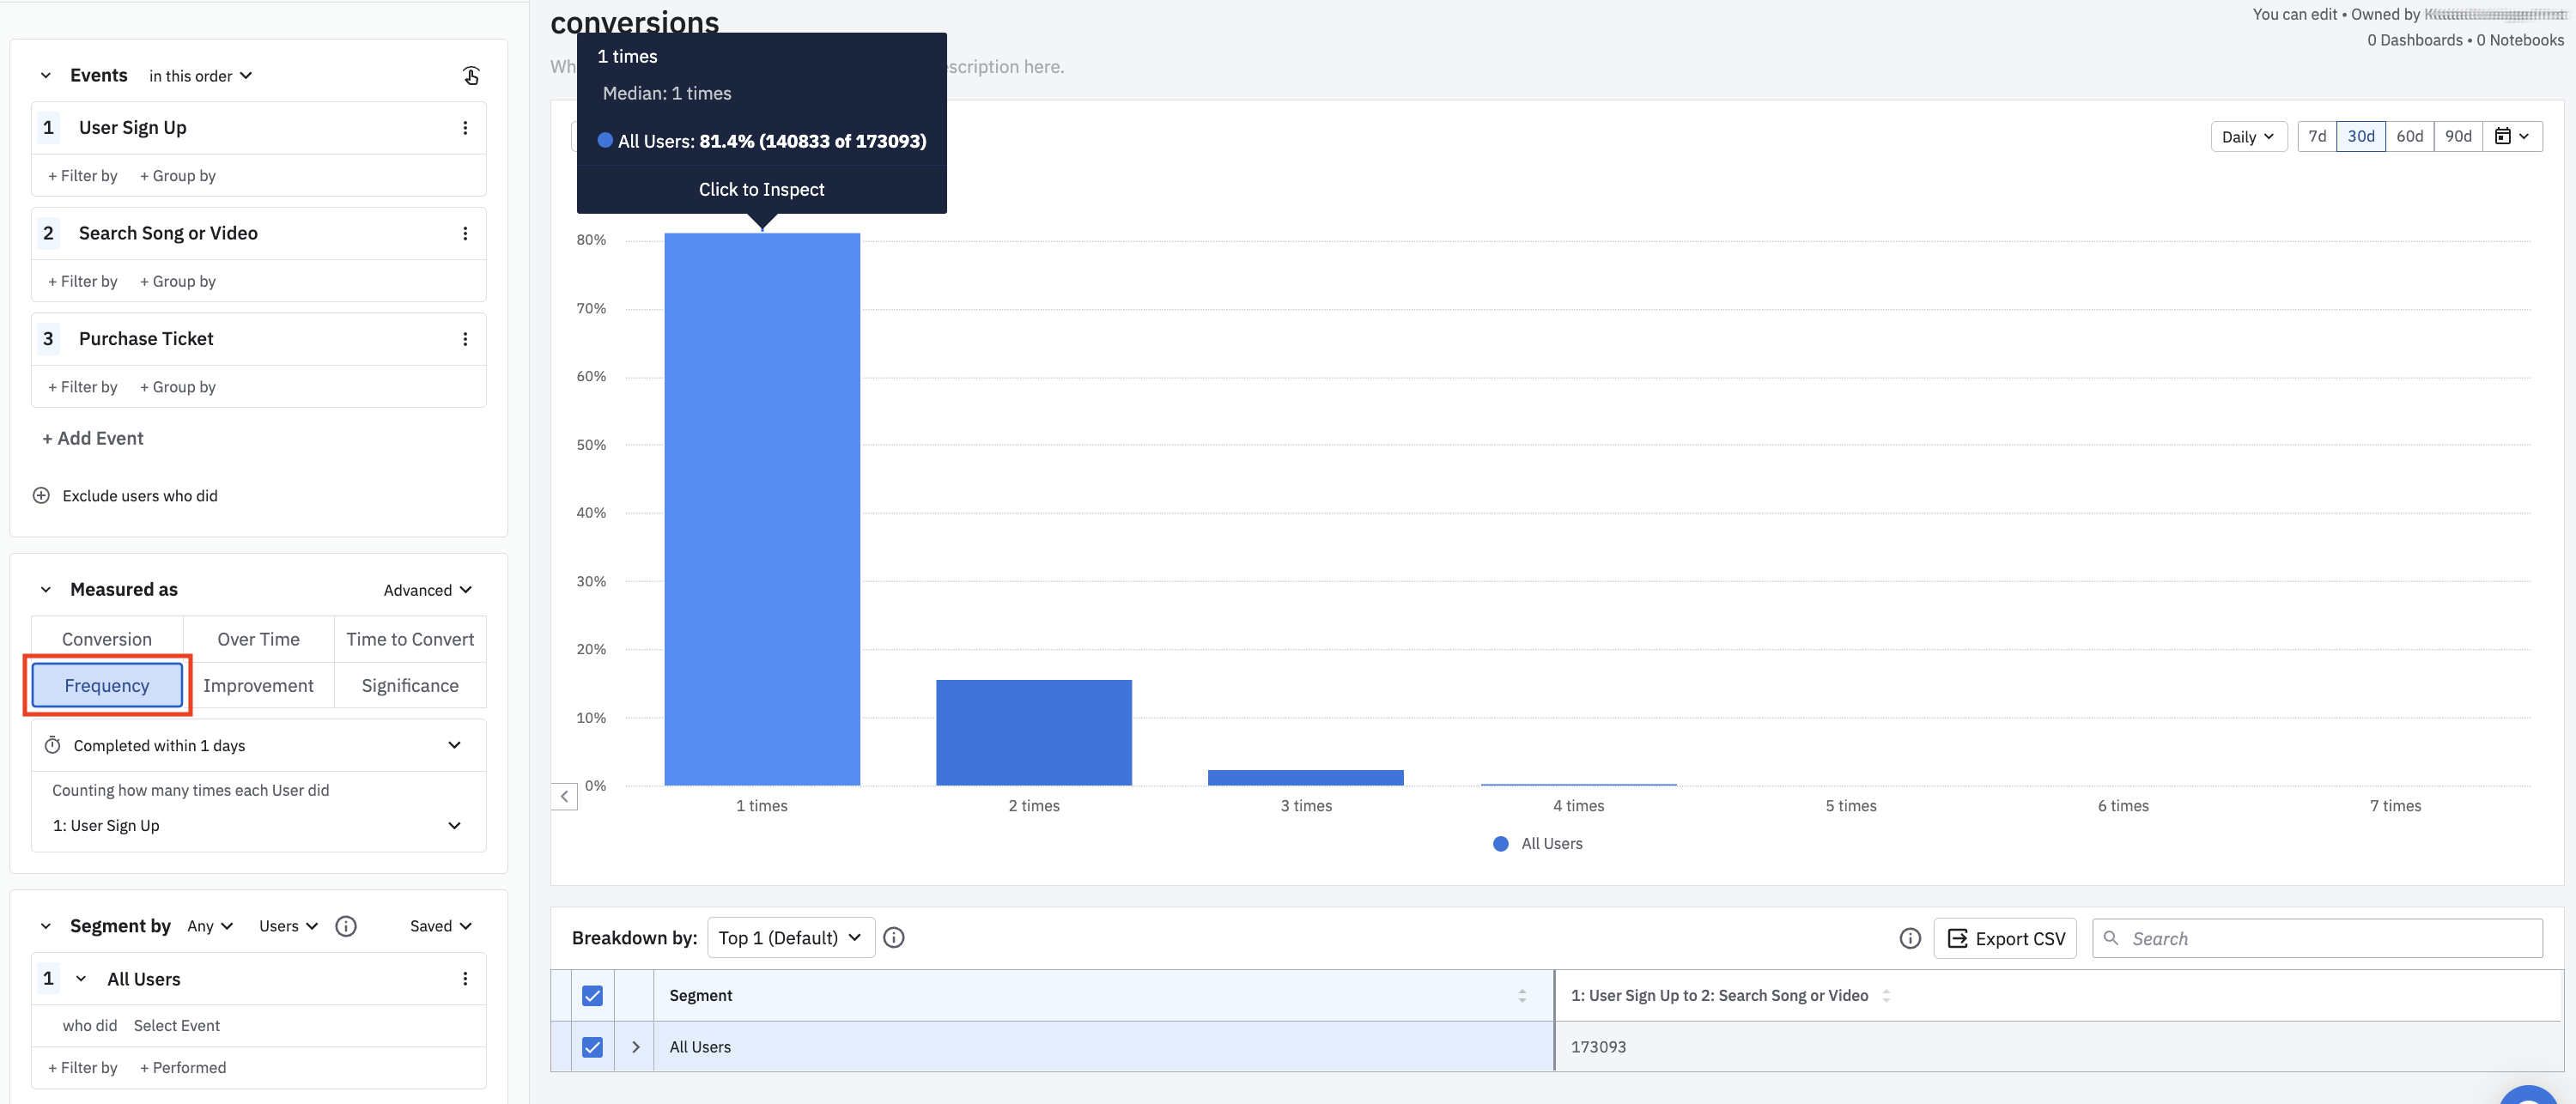 Events in this order
1 User Sign Up
+ Filter by + Group by
2 Search Song or Video
+ Filter by + Group by
3 Purchase Ticket
+ Filter by + Group by
+ Add Event
Exclude users who did
Measured as Advanced
Conversion Over Time Time to Convert
Frequency Improvement Significance
Completed within 1 days
Counting how many times each User did
1: User Sign Up
Segment by Any Users Saved
1 All Users
who did Select Event
+ Filter by + Performed
conversions
You can edit • Owned by
0 Dashboards • 0 Notebooks
Wh scription here.
1 times
Median: 1 times
All Users: 81.4% (140833 of 173093)
Click to Inspect
Daily 7d 30d 60d 90d
80%
70%
60%
50%
40%
30%
20%
10%
0%
1 times 2 times 3 times 4 times 5 times 6 times 7 times
All Users
Breakdown by: Top 1 (Default) Export CSV Search
Segment 1: User Sign Up to 2: Search Song or Video
All Users 173093